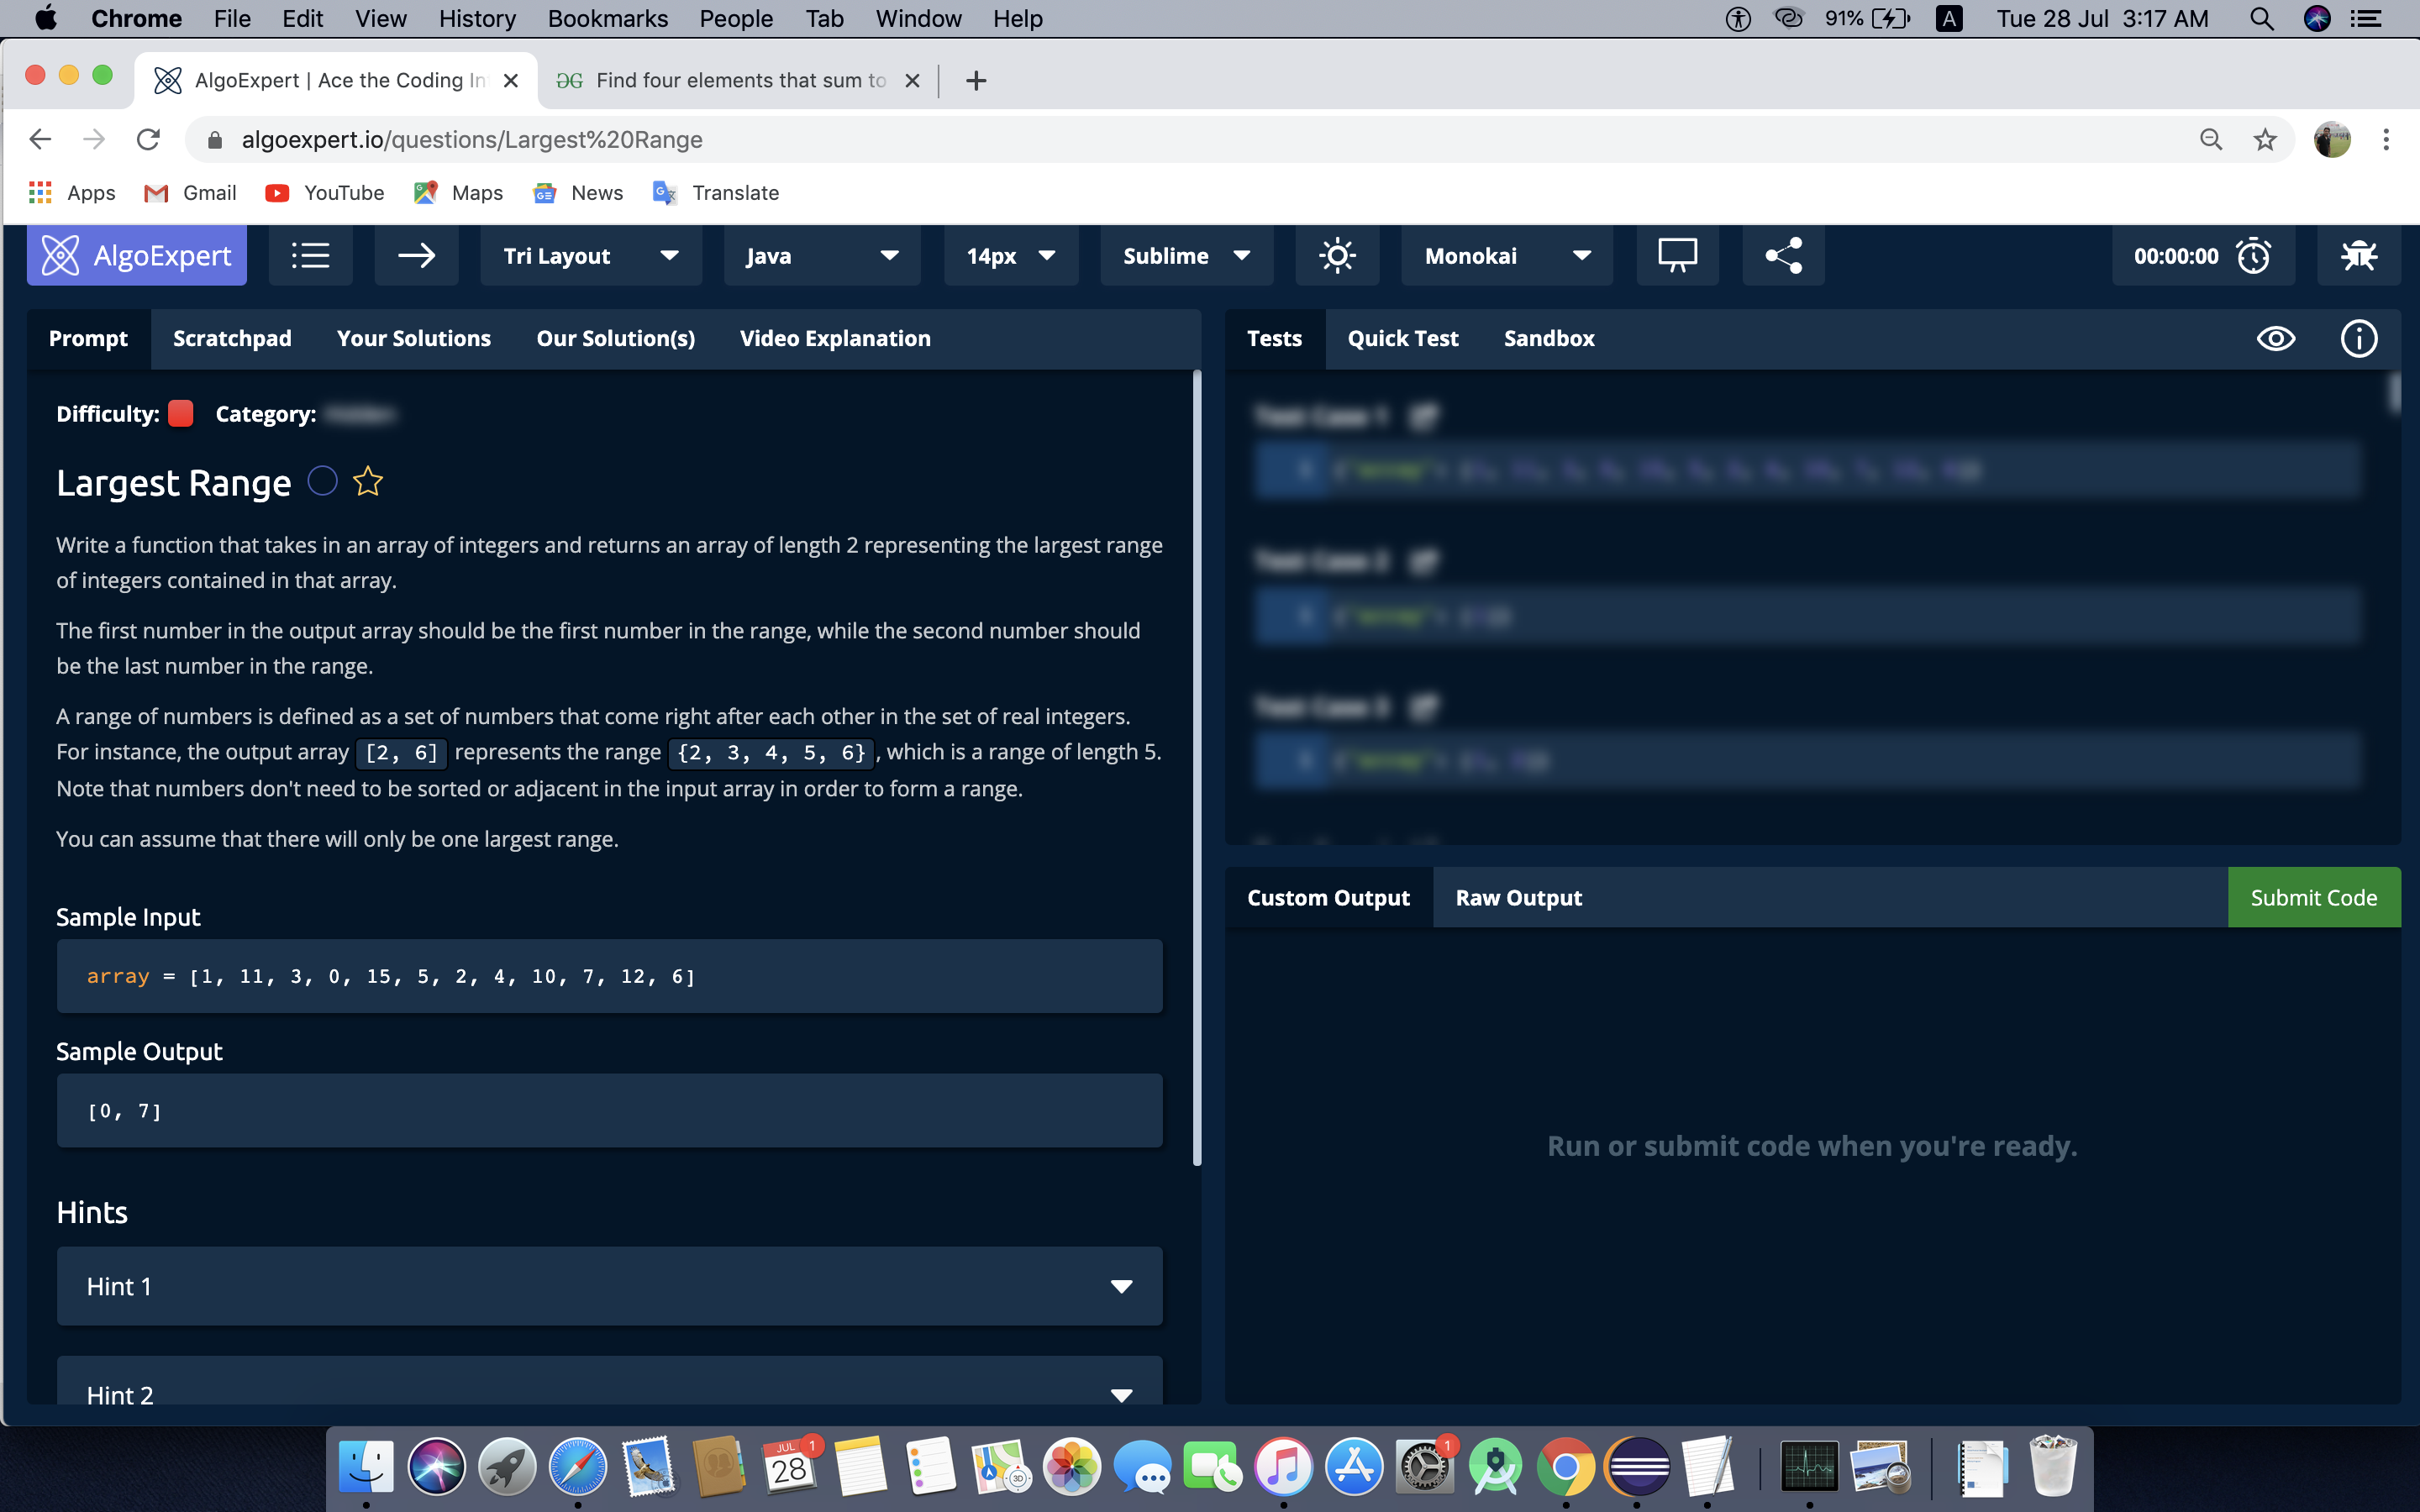 Chrome File Edit View History Bookmarks People Tab Window Help 91% A Tue 28 Jul 3:17 AM
AlgoExpert | Ace the Coding In Find four elements that sum to
algoexpert.io/questions/Largest%20Range
Apps Gmail YouTube Maps News Translate
AlgoExpert Tri Layout Java 14px Sublime Monokai 00:00:00
Prompt Scratchpad Your Solutions Our Solution(s) Video Explanation
Difficulty: Category:
Largest Range
Write a function that takes in an array of integers and returns an array of length 2 representing the largest range
of integers contained in that array.
The first number in the output array should be the first number in the range, while the second number should
be the last number in the range.
A range of numbers is defined as a set of numbers that come right after each other in the set of real integers.
For instance, the output array [2, 6] represents the range {2, 3, 4, 5, 6}, which is a range of length 5.
Note that numbers don't need to be sorted or adjacent in the input array in order to form a range.
You can assume that there will only be one largest range.
Sample Input
array = [1, 11, 3, 0, 15, 5, 2, 4, 10, 7, 12, 6]
Sample Output
[0, 7]
Hints
Hint 1
Hint 2
Tests Quick Test Sandbox
Test Case 1
Test Case 2
Test Case 3
Custom Output Raw Output Submit Code
Run or submit code when you're ready.
JUL 28 1
3D
1